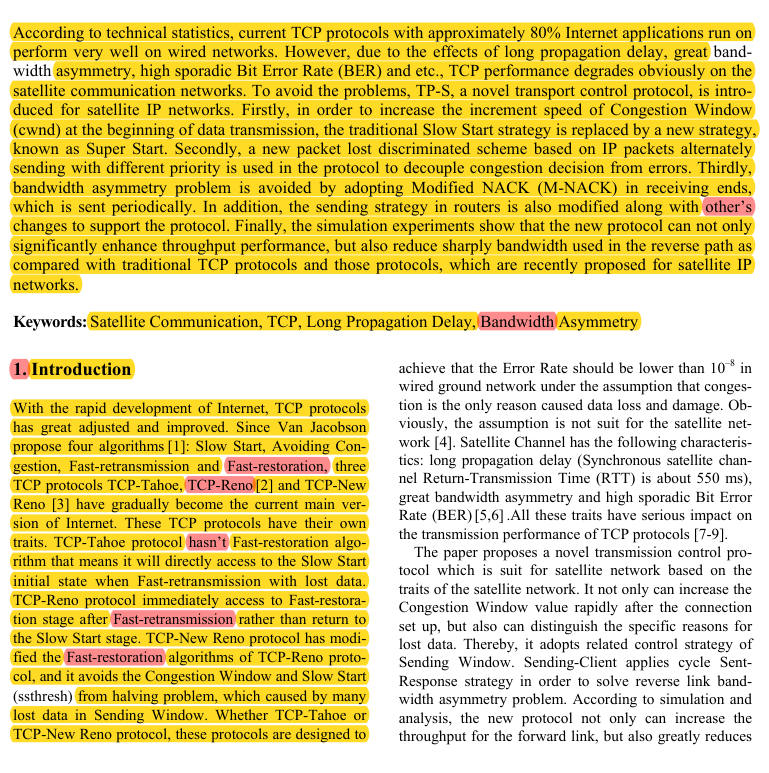 According to technical statistics, current TCP protocols with approximately 80% Internet applications run on
perform very well on wired networks. However, due to the effects of long propagation delay, great band-
width asymmetry, high sporadic Bit Error Rate (BER) and etc., TCP performance degrades obviously on the
satellite communication networks. To avoid the problems, TP-S, a novel transport control protocol, is intro-
duced for satellite IP networks. Firstly, in order to increase the increment speed of Congestion Window
(cwnd) at the beginning of data transmission, the traditional Slow Start strategy is replaced by a new strategy,
known as Super Start. Secondly, a new packet lost discriminated scheme based on IP packets alternately
sending with different priority is used in the protocol to decouple congestion decision from errors. Thirdly,
bandwidth asymmetry problem is avoided by adopting Modified NACK (M-NACK) in receiving ends,
which is sent periodically. In addition, the sending strategy in routers is also modified along with other's
changes to support the protocol. Finally, the simulation experiments show that the new protocol can not only
significantly enhance throughput performance, but also reduce sharply bandwidth used in the reverse path as
compared with traditional TCP protocols and those protocols, which are recently proposed for satellite IP
networks.
Keywords: Satellite Communication, TCP, Long Propagation Delay, Bandwidth Asymmetry
1. Introduction
With the rapid development of Internet, TCP protocols
has great adjusted and improved. Since Van Jacobson
propose four algorithms [1]: Slow Start, Avoiding Con-
gestion, Fast-retransmission and Fast-restoration, three
TCP protocols TCP-Tahoe, TCP-Reno [2] and TCP-New
Reno [3] have gradually become the current main ver-
sion of Internet. These TCP protocols have their own
traits. TCP-Tahoe protocol hasn't Fast-restoration algo-
rithm that means it will directly access to the Slow Start
initial state when Fast-retransmission with lost data.
TCP-Reno protocol immediately access to Fast-restora-
tion stage after Fast-retransmission rather than return to
the Slow Start stage. TCP-New Reno protocol has modi-
fied the Fast-restoration algorithms of TCP-Reno proto-
col, and it avoids the Congestion Window and Slow Start
(ssthresh) from halving problem, which caused by many
lost data in Sending Window. Whether TCP-Tahoe or
TCP-New Reno protocol, these protocols are designed to
achieve that the Error Rate should be lower than 10⁻⁸ in
wired ground network under the assumption that conges-
tion is the only reason caused data loss and damage. Ob-
viously, the assumption is not suit for the satellite net-
work [4]. Satellite Channel has the following characteris-
tics: long propagation delay (Synchronous satellite chan-
nel Return-Transmission Time (RTT) is about 550 ms),
great bandwidth asymmetry and high sporadic Bit Error
Rate (BER) [5,6] .All these traits have serious impact on
the transmission performance of TCP protocols [7-9].
The paper proposes a novel transmission control pro-
tocol which is suit for satellite network based on the
traits of the satellite network. It not only can increase the
Congestion Window value rapidly after the connection
set up, but also can distinguish the specific reasons for
lost data. Thereby, it adopts related control strategy of
Sending Window. Sending-Client applies cycle Sent-
Response strategy in order to solve reverse link band-
width asymmetry problem. According to simulation and
analysis, the new protocol not only can increase the
throughput for the forward link, but also greatly reduces